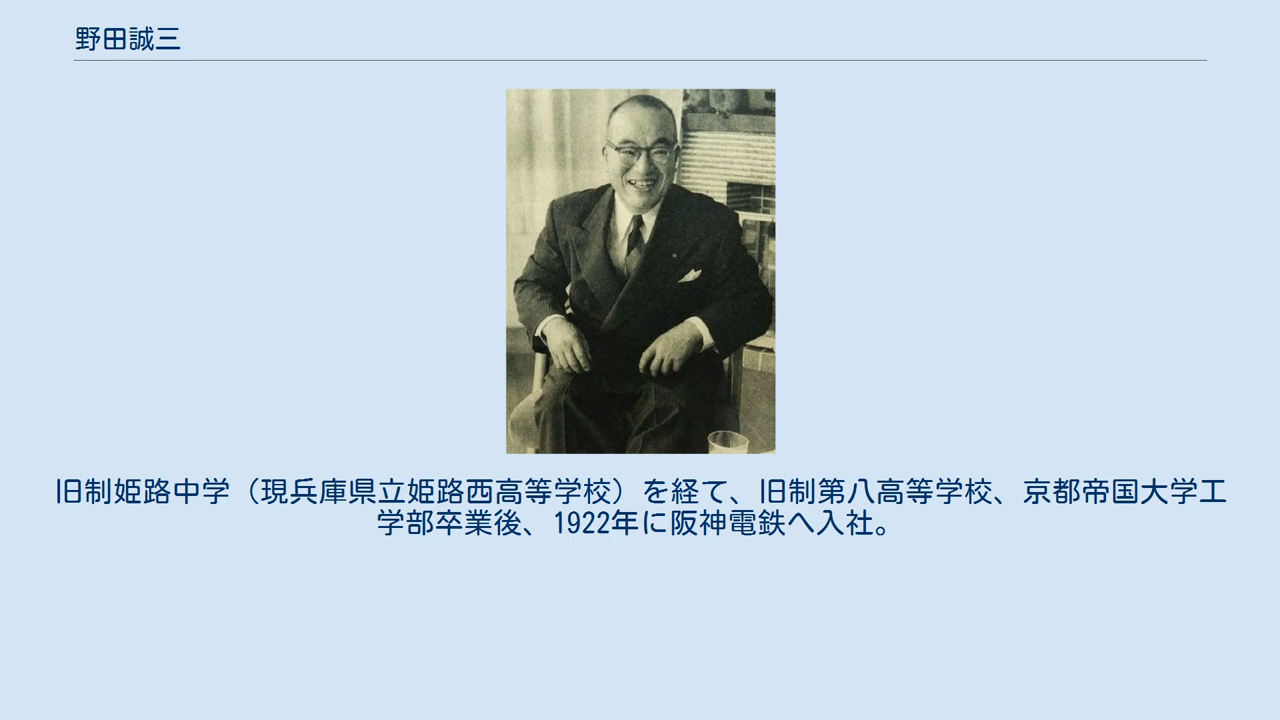 野田誠三
旧制姫路中学（現兵庫県立姫路西高等学校）を経て、旧制第八高等学校、京都帝国大学工
学部卒業後、1922年に阪神電鉄へ入社。